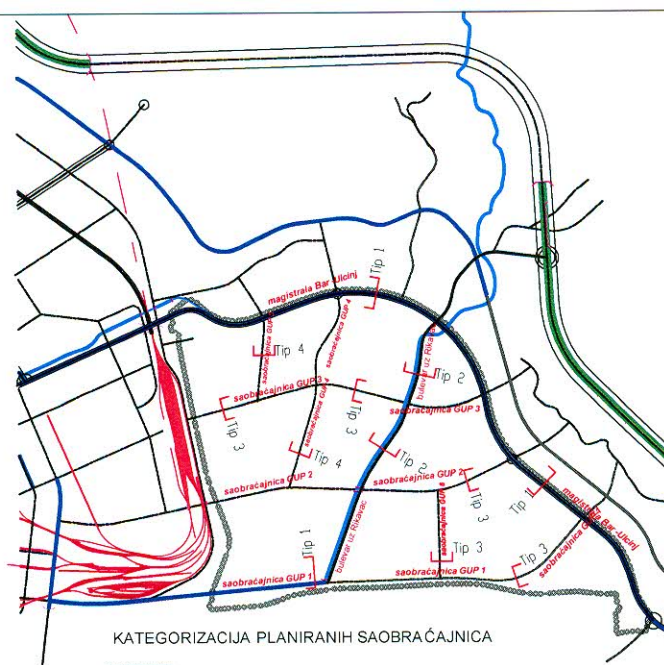 Tip 1
magistrala Bar-Ulcinj
saobraćajnica GUP 4
Tip 4
Tip 2
bulevar uz Rikavac
saobraćajnica GUP 3
Tip 3
Tip 3
saobraćajnica GUP 3
saobraćajnica GUP 4
Tip 4
Tip 2
saobraćajnica GUP 2
saobraćajnica GUP 2
Tip 3
Tip 1
magistrala Bar-Ulcinj
Tip 1
bulevar uz Rikavac
Tip 3
Tip 3
saobraćajnica GUP 1
saobraćajnica GUP 1
KATEGORIZACIJA PLANIRANIH SAOBRAĆAJNICA